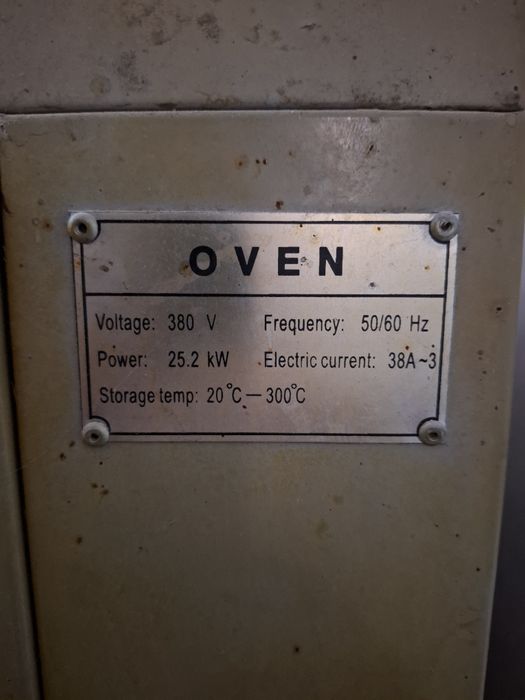 OVEN
Voltage: 380 V Frequency: 50/60 Hz
Power: 25.2 kW Electric current: 38A~3
Storage temp: 20℃—300℃